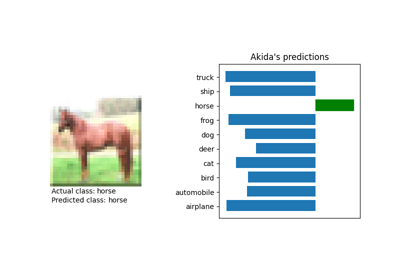 Akida's predictions
truck
ship
horse
frog
dog
deer
cat
bird
automobile
airplane
Actual class: horse
Predicted class: horse